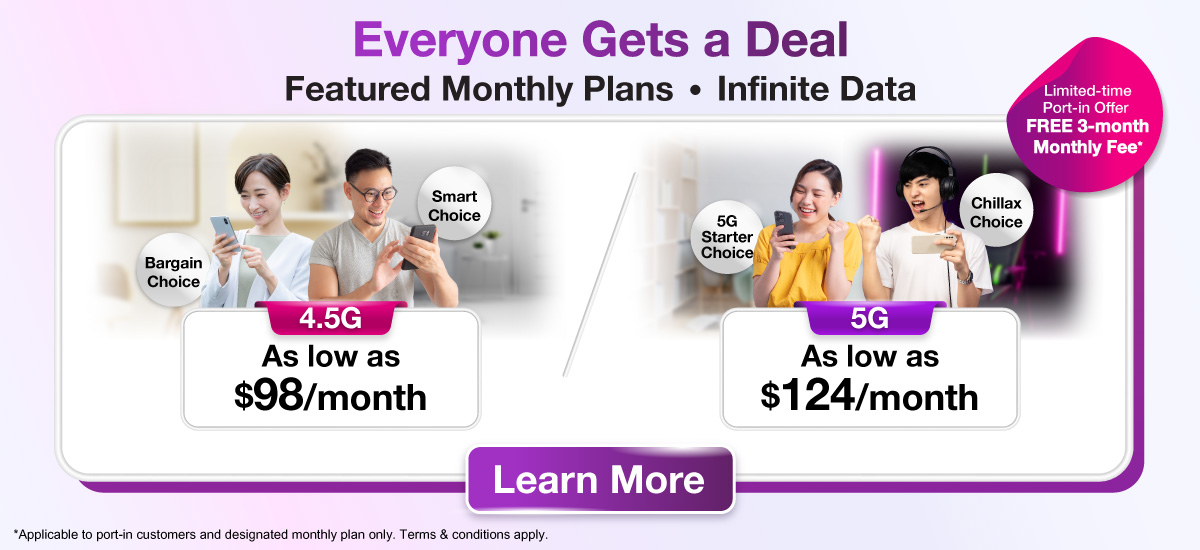 Everyone Gets a Deal
Featured Monthly Plans • Infinite Data
Limited-time
Port-in Offer
FREE 3-month
Monthly Fee*
Bargain
Choice
Smart
Choice
5G
Starter
Choice
Chillax
Choice
4.5G
As low as
$98/month
5G
As low as
$124/month
Learn More
*Applicable to port-in customers and designated monthly plan only. Terms & conditions apply.